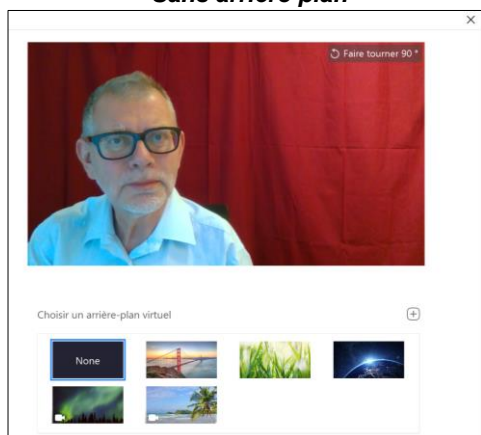 Sans arrière-plan
Faire tourner 90 °
Choisir un arrière-plan virtuel
None